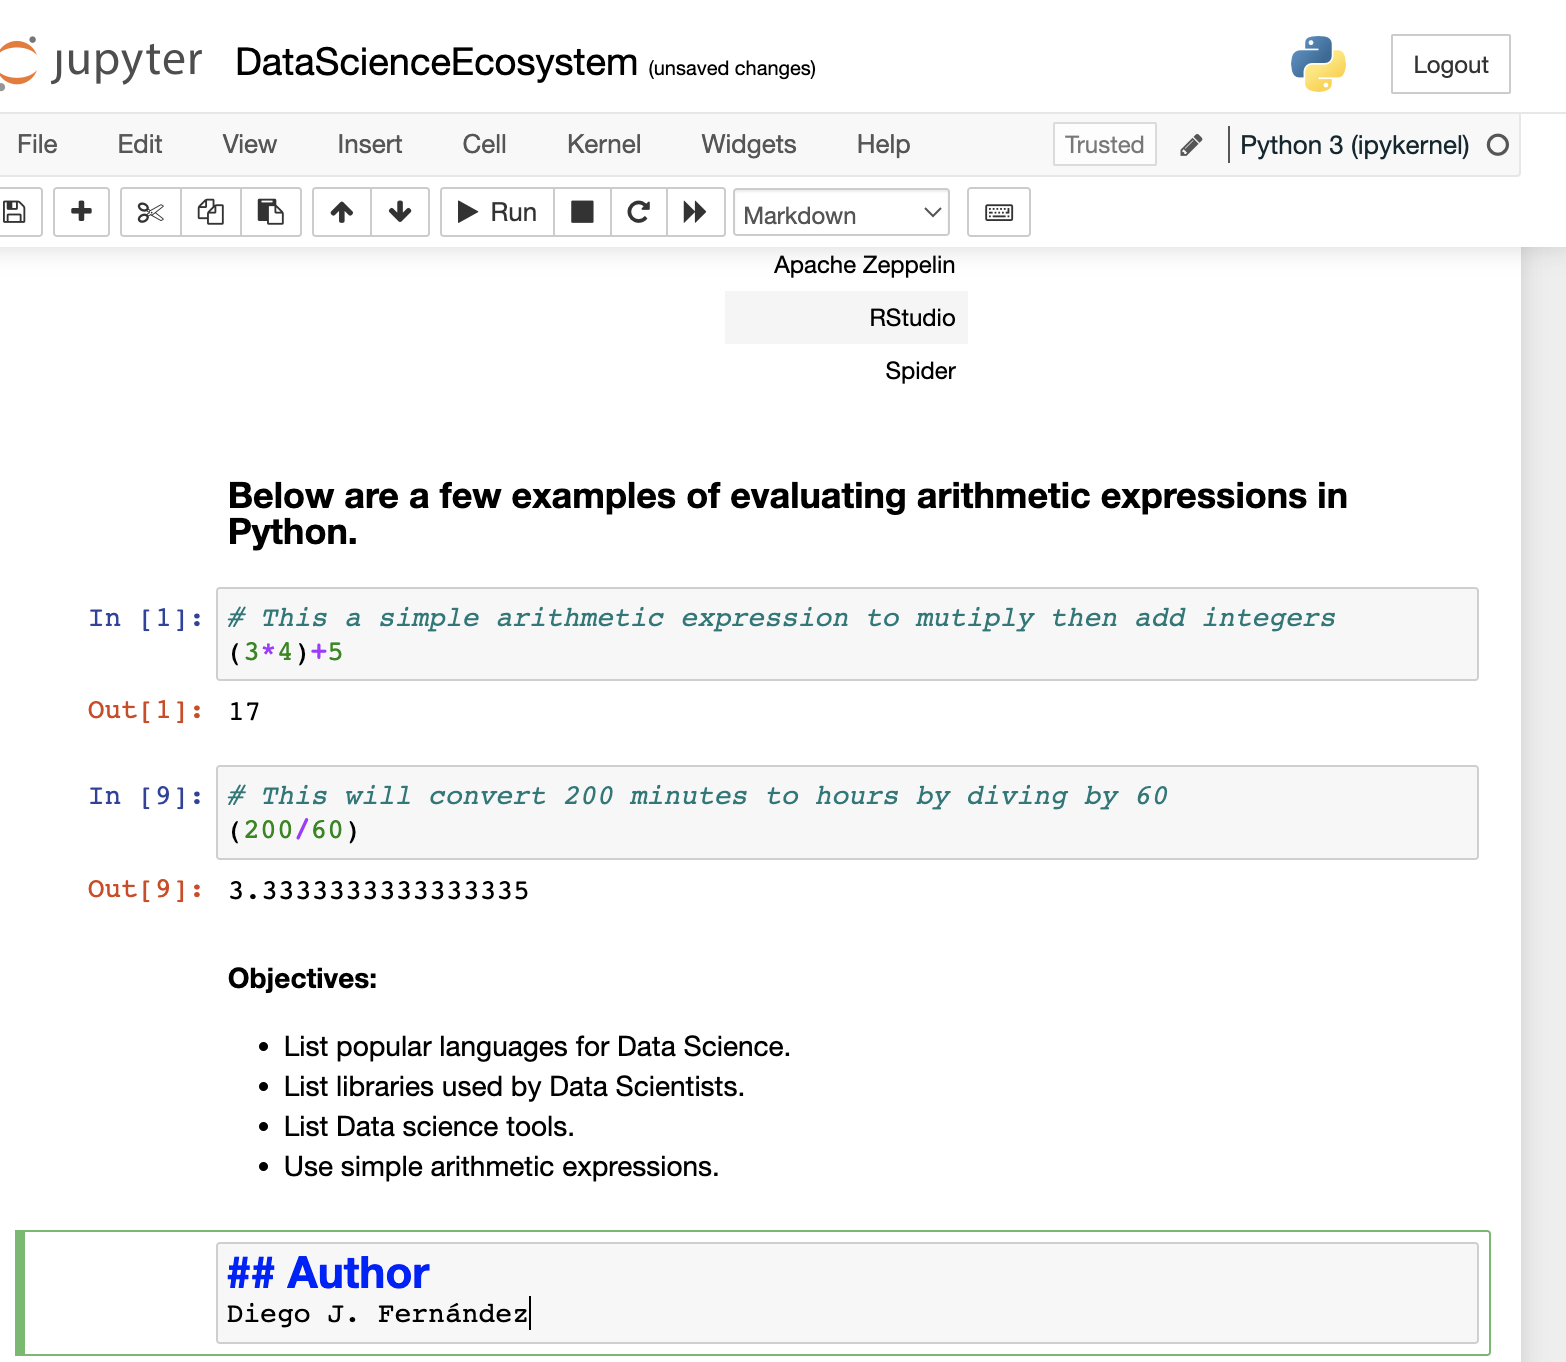 jupyter DataScienceEcosystem (unsaved changes) Logout
File Edit View Insert Cell Kernel Widgets Help Trusted Python 3 (ipykernel)
Run Markdown
Apache Zeppelin
RStudio
Spider
Below are a few examples of evaluating arithmetic expressions in
Python.
In [1]: # This a simple arithmetic expression to mutiply then add integers
(3*4)+5
Out[1]: 17
In [9]: # This will convert 200 minutes to hours by diving by 60
(200/60)
Out[9]: 3.3333333333333335
Objectives:
• List popular languages for Data Science.
• List libraries used by Data Scientists.
• List Data science tools.
• Use simple arithmetic expressions.
## Author
Diego J. Fernández